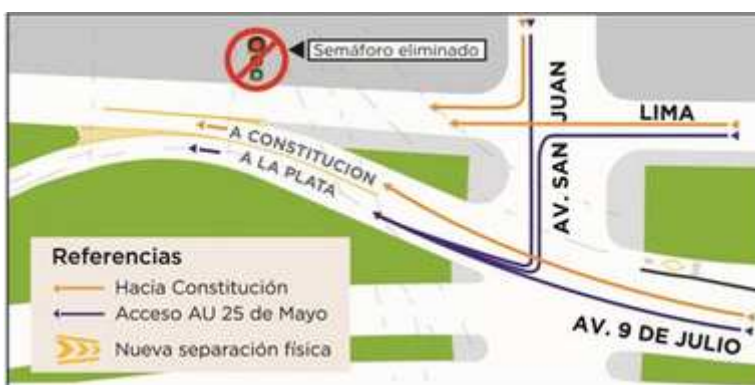 Semáforo eliminado
LIMA
AV. SAN JUAN
A CONSTITUCION
A LA PLATA
AV. 9 DE JULIO
Referencias
Hacia Constitución
Acceso AU 25 de Mayo
Nueva separación física